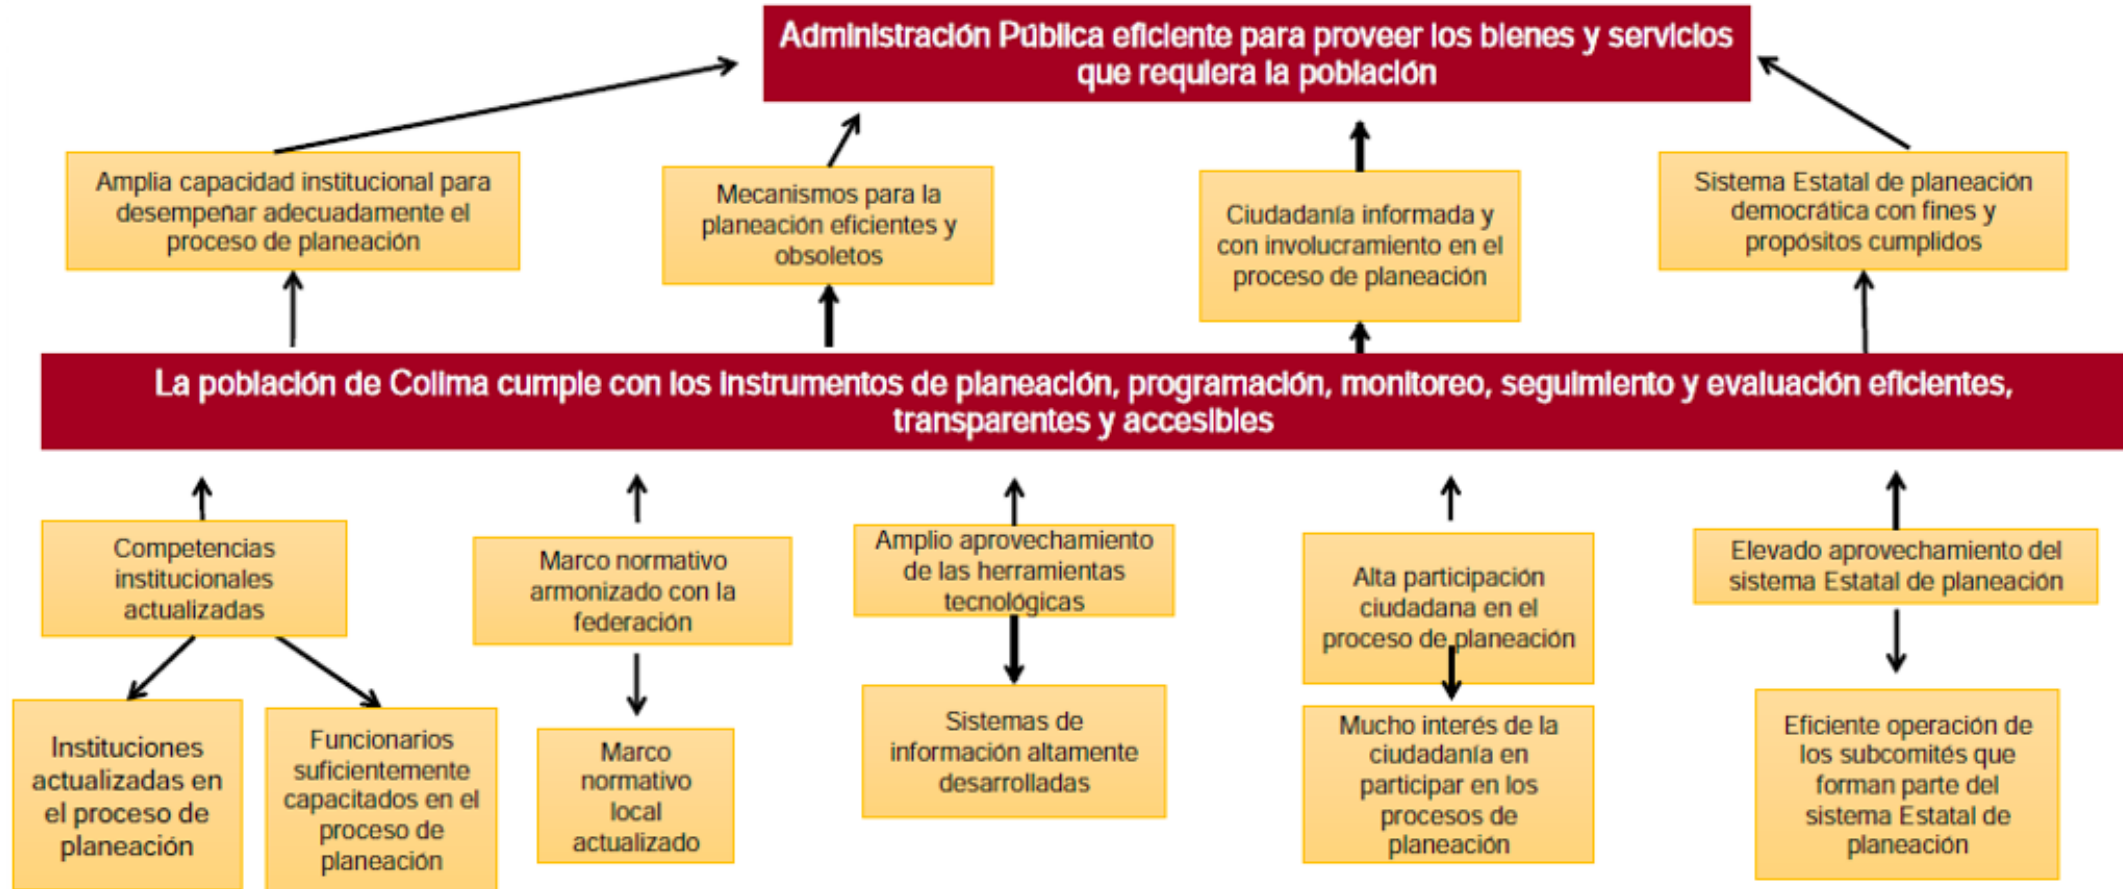 Administración Pública eficiente para proveer los bienes y servicios
que requiera la población
Amplia capacidad institucional para
desempeñar adecuadamente el
proceso de planeación
Mecanismos para la
planeación eficientes y
obsoletos
Ciudadanía informada y
con involucramiento en el
proceso de planeación
Sistema Estatal de planeación
democrática con fines y
propósitos cumplidos
La población de Colima cumple con los instrumentos de planeación, programación, monitoreo, seguimiento y evaluación eficientes,
transparentes y accesibles
Competencias
institucionales
actualizadas
Marco normativo
armonizado con la
federación
Amplio aprovechamiento
de las herramientas
tecnológicas
Alta participación
ciudadana en el
proceso de planeación
Elevado aprovechamiento del
sistema Estatal de planeación
Instituciones
actualizadas en
el proceso de
planeación
Funcionarios
suficientemente
capacitados en el
proceso de
planeación
Marco
normativo
local
actualizado
Sistemas de
información altamente
desarrolladas
Mucho interés de la
ciudadanía en
participar en los
procesos de
planeación
Eficiente operación de
los subcomités que
forman parte del
sistema Estatal de
planeación